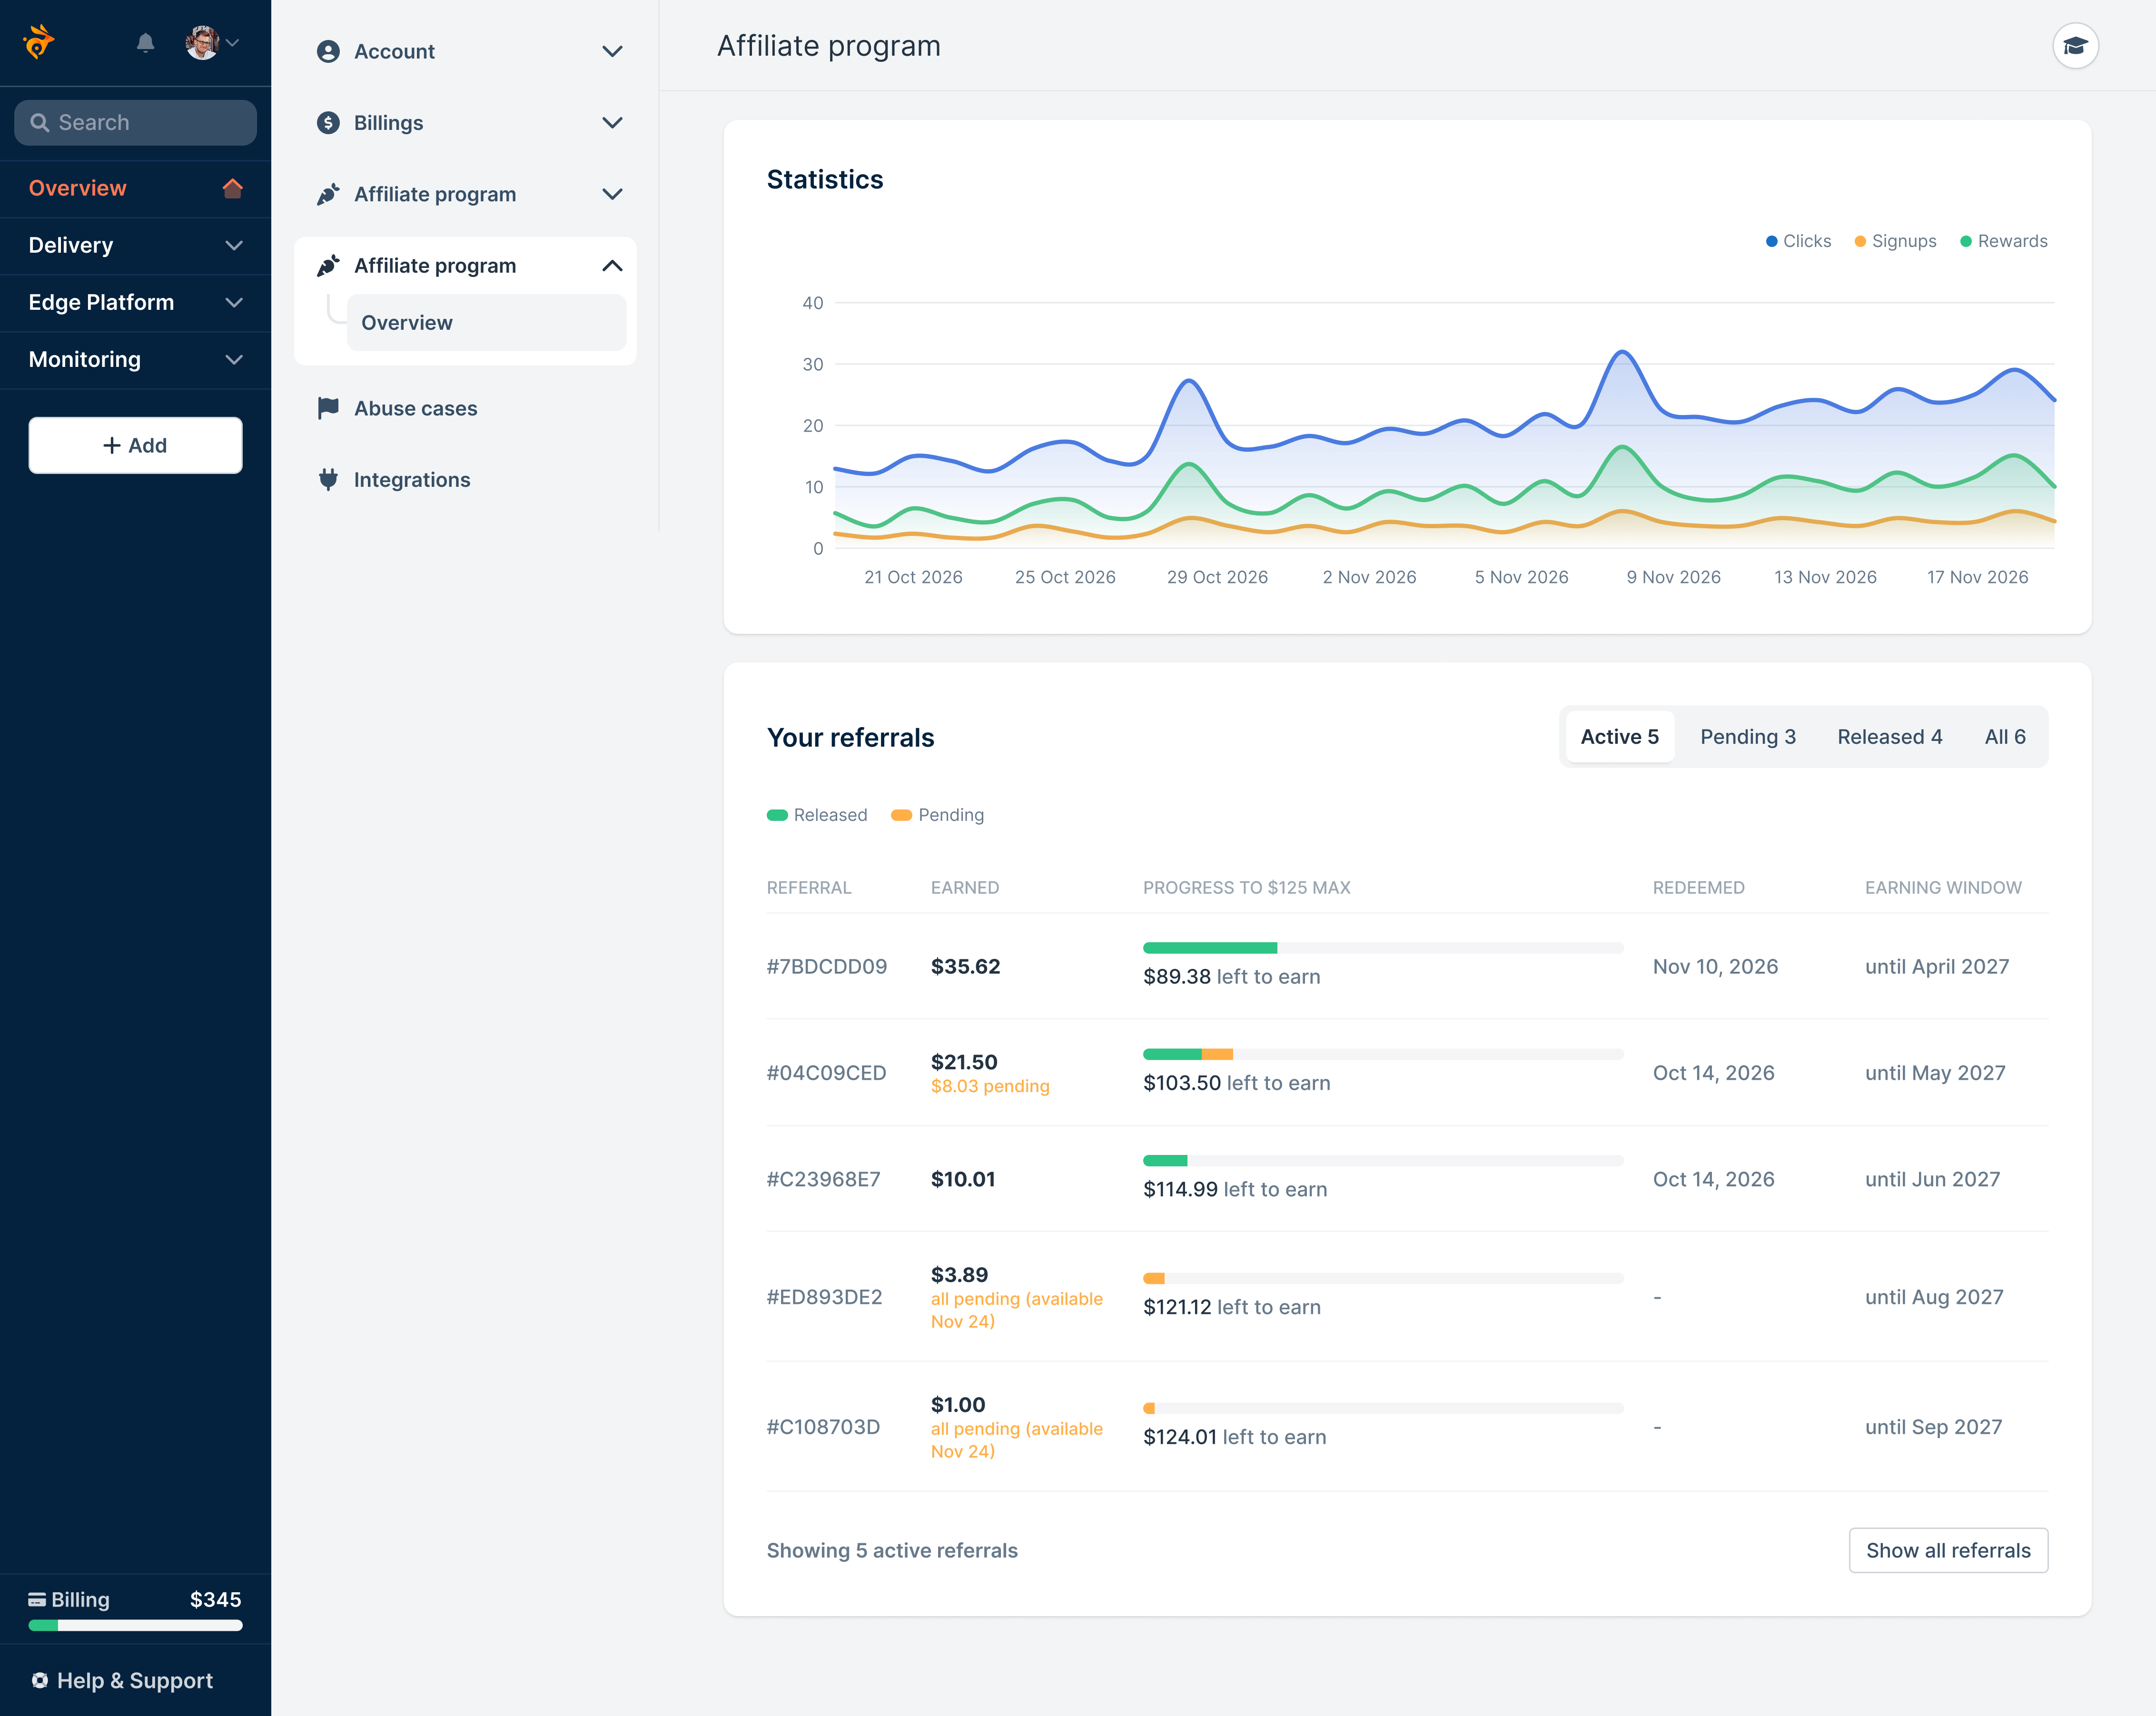 Search
Overview
Delivery
Edge Platform
Monitoring
+ Add
Billing $345
Help & Support
Account
Billings
Affiliate program
Affiliate program
Overview
Abuse cases
Integrations
Affiliate program
Statistics
Clicks Signups Rewards
40
30
20
10
0
21 Oct 2026 25 Oct 2026 29 Oct 2026 2 Nov 2026 5 Nov 2026 9 Nov 2026 13 Nov 2026 17 Nov 2026
Your referrals
Active 5 Pending 3 Released 4 All 6
Released Pending
REFERRAL EARNED PROGRESS TO $125 MAX REDEEMED EARNING WINDOW
#7BDCDD09 $35.62 $89.38 left to earn Nov 10, 2026 until April 2027
#04C09CED $21.50 $103.50 left to earn Oct 14, 2026 until May 2027
$8.03 pending
#C23968E7 $10.01 $114.99 left to earn Oct 14, 2026 until Jun 2027
#ED893DE2 $3.89 $121.12 left to earn - until Aug 2027
all pending (available
Nov 24)
#C108703D $1.00 $124.01 left to earn - until Sep 2027
all pending (available
Nov 24)
Showing 5 active referrals
Show all referrals